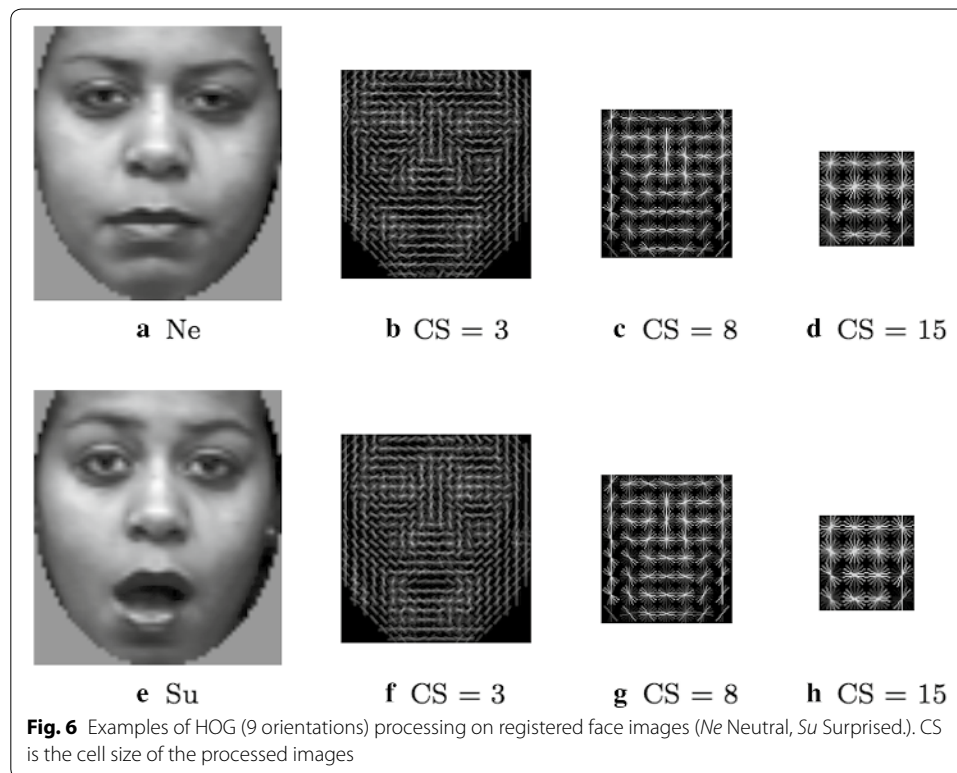 a Ne
b CS = 3
c CS = 8
d CS = 15
e Su
f CS = 3
g CS = 8
h CS = 15
Fig. 6 Examples of HOG (9 orientations) processing on registered face images (Ne Neutral, Su Surprised.). CS
is the cell size of the processed images